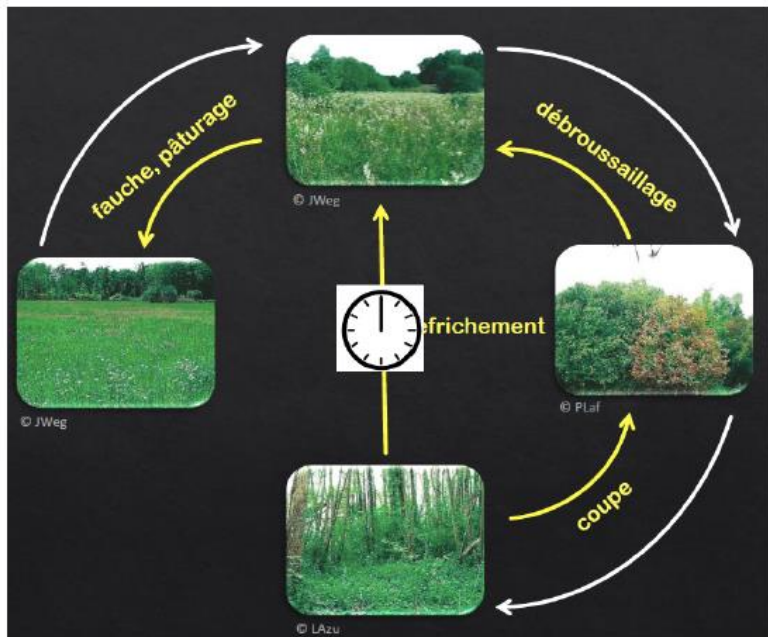 débroussaillage
fauche, pâturage
© JWeg
efrichement
© JWeg
© PLaf
coupe
© LAzu